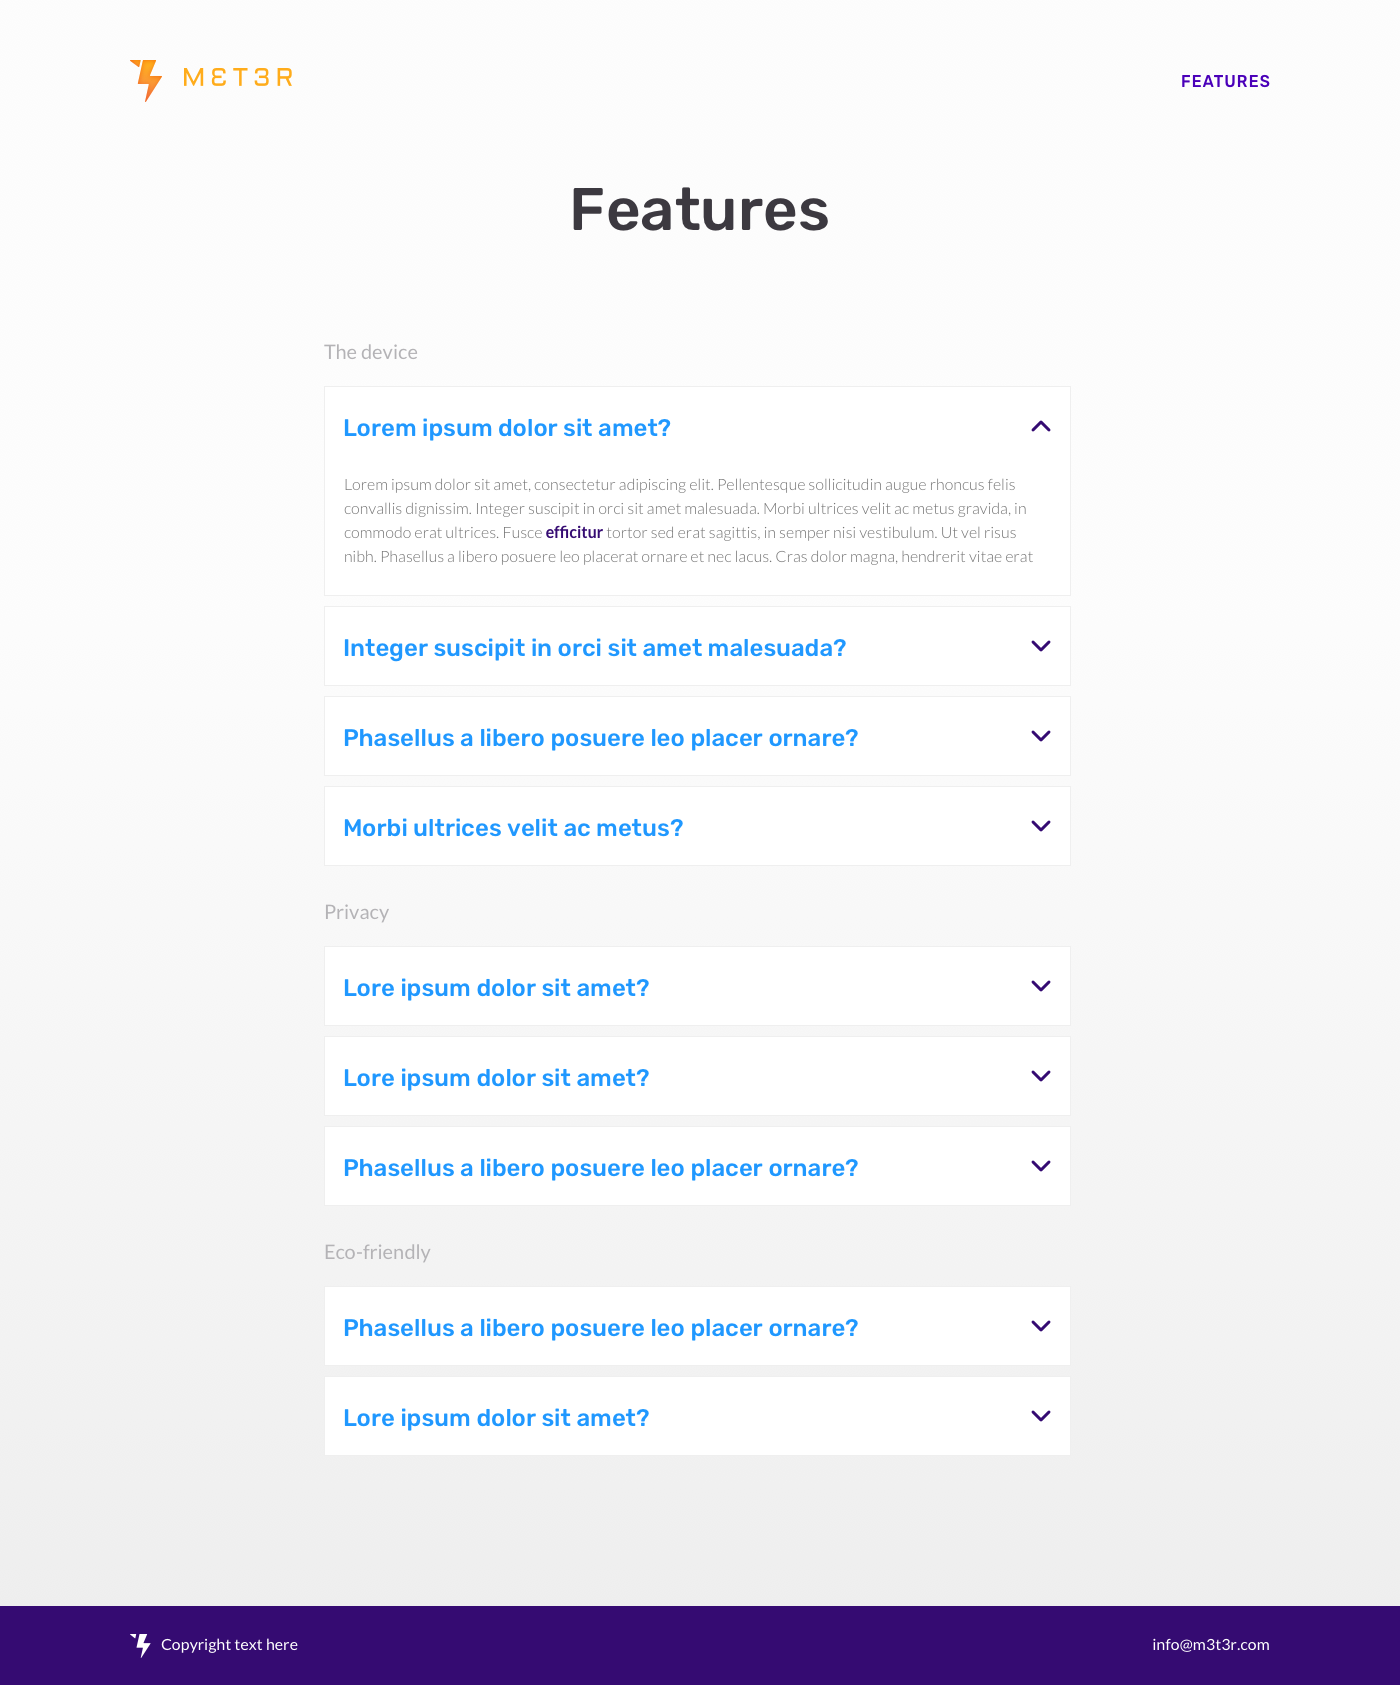 MET3R
FEATURES
Features
The device
Lorem ipsum dolor sit amet?
Lorem ipsum dolor sit amet, consectetur adipiscing elit. Pellentesque sollicitudin augue rhoncus felis
convallis dignissim. Integer suscipit in orci sit amet malesuada. Morbi ultrices velit ac metus gravida, in
commodo erat ultrices. Fusce efficitur tortor sed erat sagittis, in semper nisi vestibulum. Ut vel risus
nibh. Phasellus a libero posuere leo placerat ornare et nec lacus. Cras dolor magna, hendrerit vitae erat
Integer suscipit in orci sit amet malesuada?
Phasellus a libero posuere leo placer ornare?
Morbi ultrices velit ac metus?
Privacy
Lore ipsum dolor sit amet?
Lore ipsum dolor sit amet?
Phasellus a libero posuere leo placer ornare?
Eco-friendly
Phasellus a libero posuere leo placer ornare?
Lore ipsum dolor sit amet?
Copyright text here
info@m3t3r.com